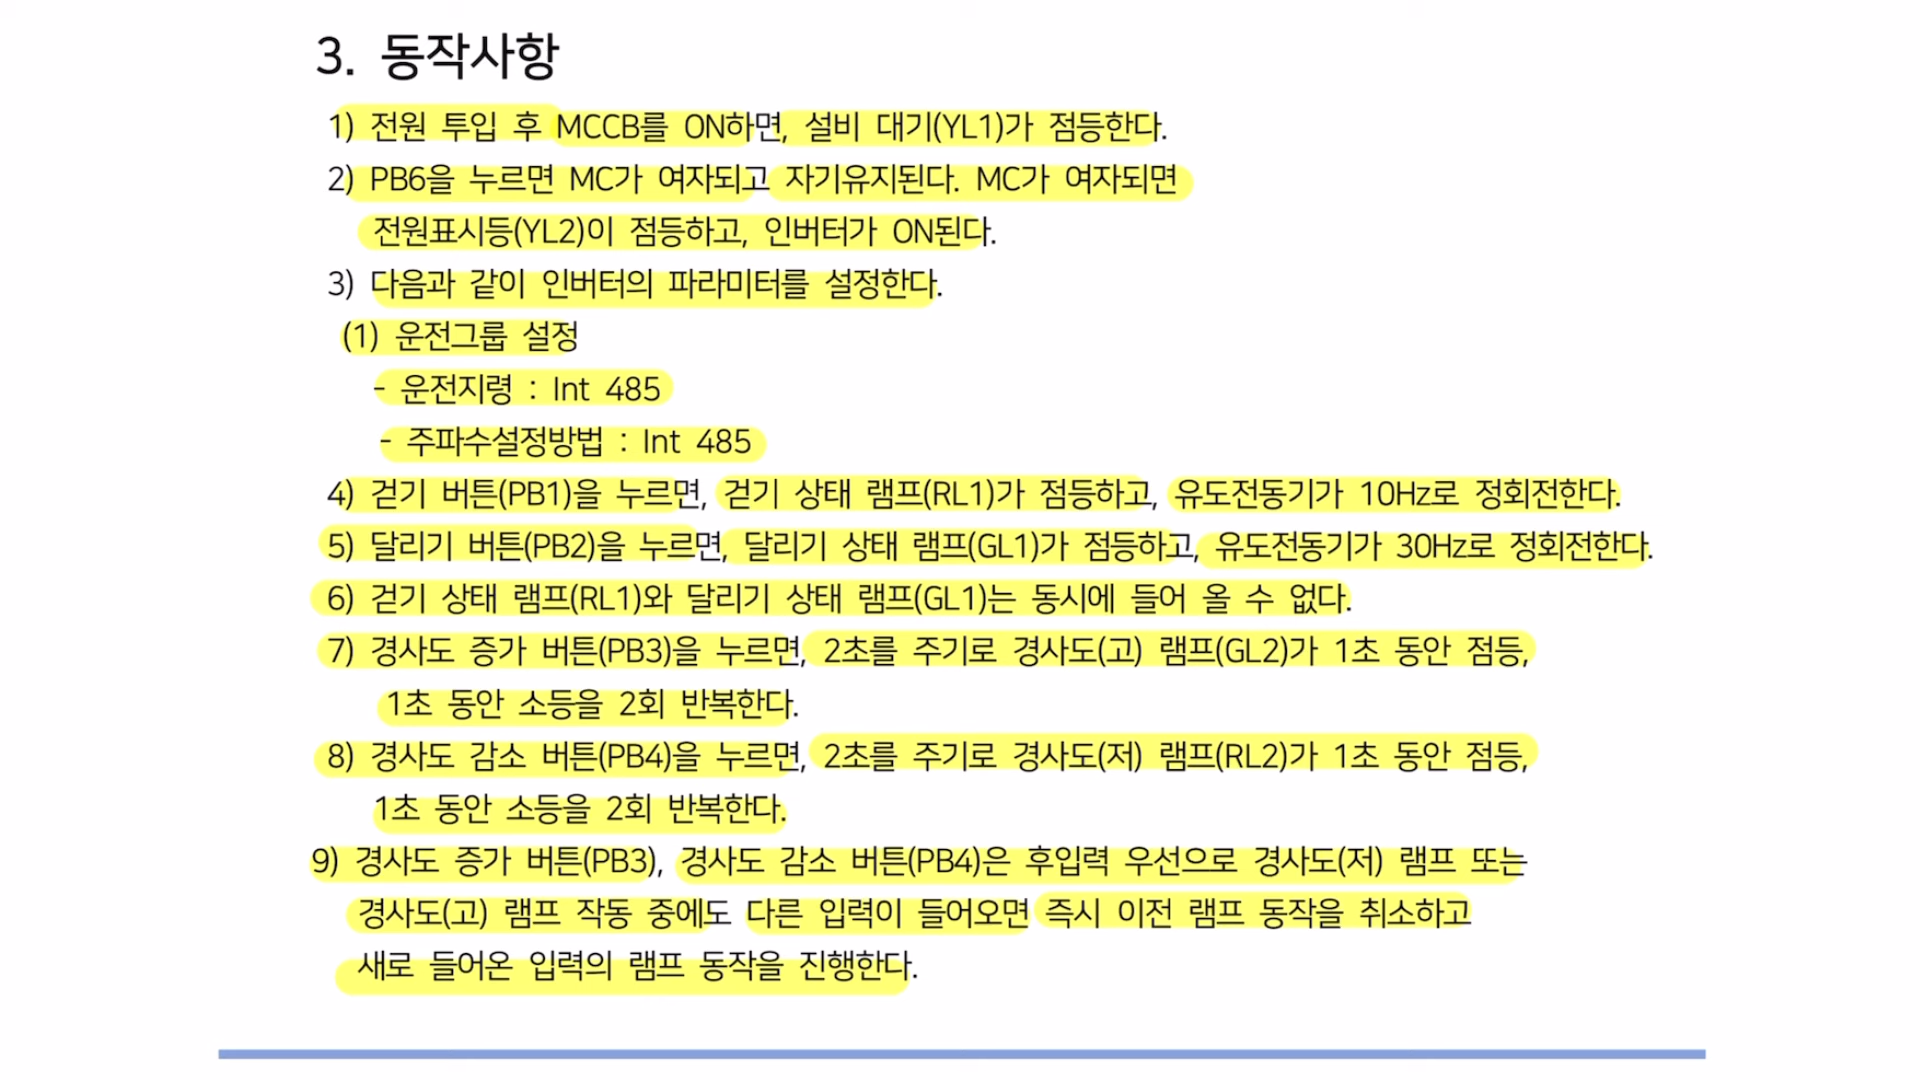 3. 동작사항
1) 전원 투입 후 MCCB를 ON하면, 설비 대기(YL1)가 점등한다.
2) PB6을 누르면 MC가 여자되고 자기유지된다. MC가 여자되면
전원표시등(YL2)이 점등하고, 인버터가 ON된다.
3) 다음과 같이 인버터의 파라미터를 설정한다.
(1) 운전그룹 설정
- 운전지령 : Int 485
- 주파수설정방법 : Int 485
4) 걷기 버튼(PB1)을 누르면, 걷기 상태 램프(RL1)가 점등하고, 유도전동기가 10Hz로 정회전한다.
5) 달리기 버튼(PB2)을 누르면, 달리기 상태 램프(GL1)가 점등하고, 유도전동기가 30Hz로 정회전한다.
6) 걷기 상태 램프(RL1)와 달리기 상태 램프(GL1)는 동시에 들어 올 수 없다.
7) 경사도 증가 버튼(PB3)을 누르면, 2초를 주기로 경사도(고) 램프(GL2)가 1초 동안 점등,
1초 동안 소등을 2회 반복한다.
8) 경사도 감소 버튼(PB4)을 누르면, 2초를 주기로 경사도(저) 램프(RL2)가 1초 동안 점등,
1초 동안 소등을 2회 반복한다.
9) 경사도 증가 버튼(PB3), 경사도 감소 버튼(PB4)은 후입력 우선으로 경사도(저) 램프 또는
경사도(고) 램프 작동 중에도 다른 입력이 들어오면 즉시 이전 램프 동작을 취소하고
새로 들어온 입력의 램프 동작을 진행한다.